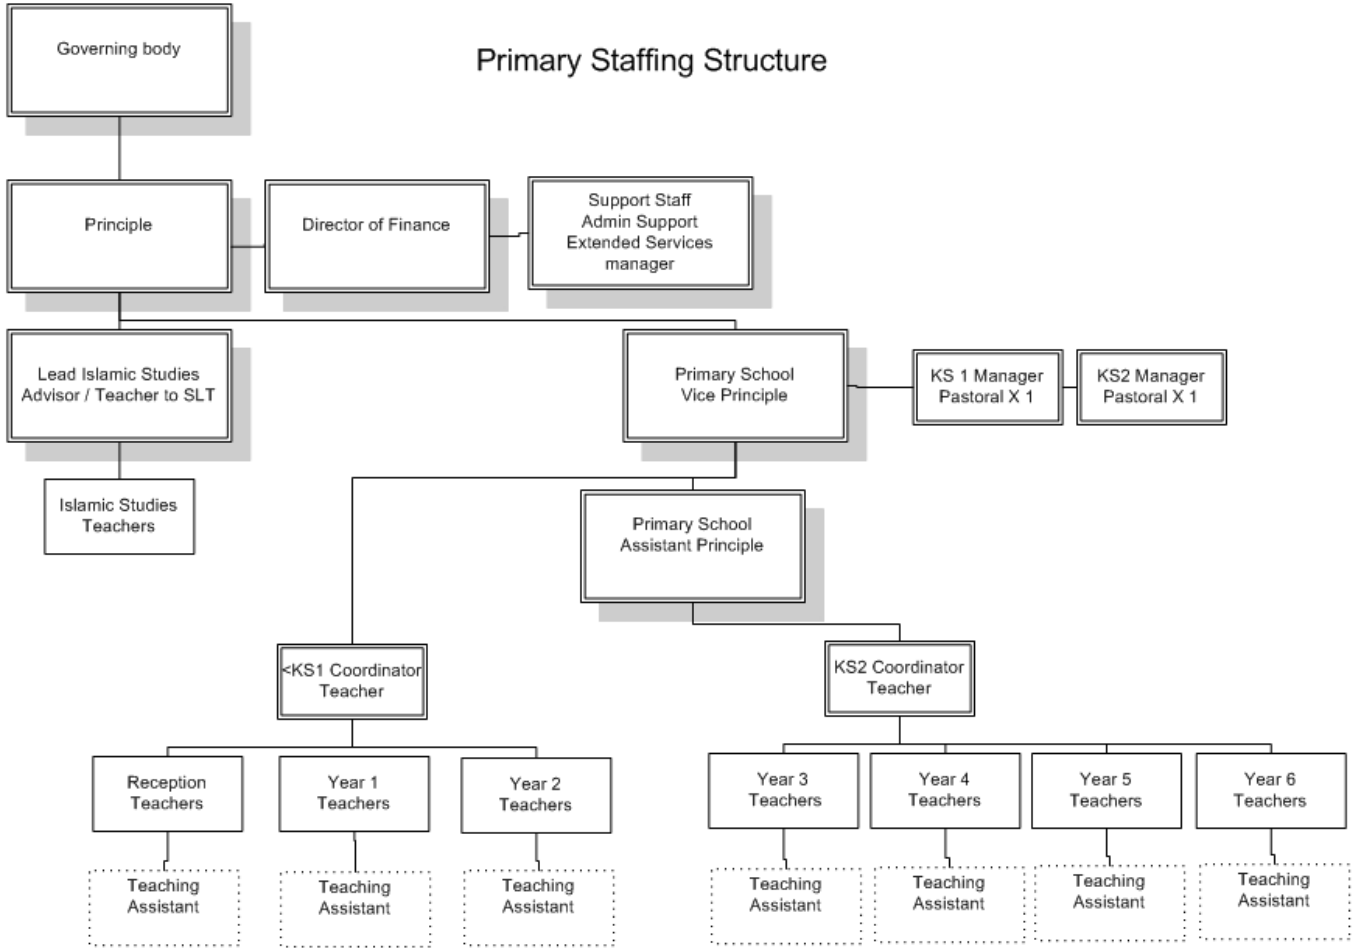 Governing body
Primary Staffing Structure
Principle
Director of Finance
Support Staff
Admin Support
Extended Services
manager
Lead Islamic Studies
Advisor / Teacher to SLT
Primary School
Vice Principle
KS 1 Manager
Pastoral X 1
KS2 Manager
Pastoral X 1
Islamic Studies
Teachers
Primary School
Assistant Principle
<KS1 Coordinator
Teacher
KS2 Coordinator
Teacher
Reception
Teachers
Year 1
Teachers
Year 2
Teachers
Year 3
Teachers
Year 4
Teachers
Year 5
Teachers
Year 6
Teachers
Teaching
Assistant
Teaching
Assistant
Teaching
Assistant
Teaching
Assistant
Teaching
Assistant
Teaching
Assistant
Teaching
Assistant